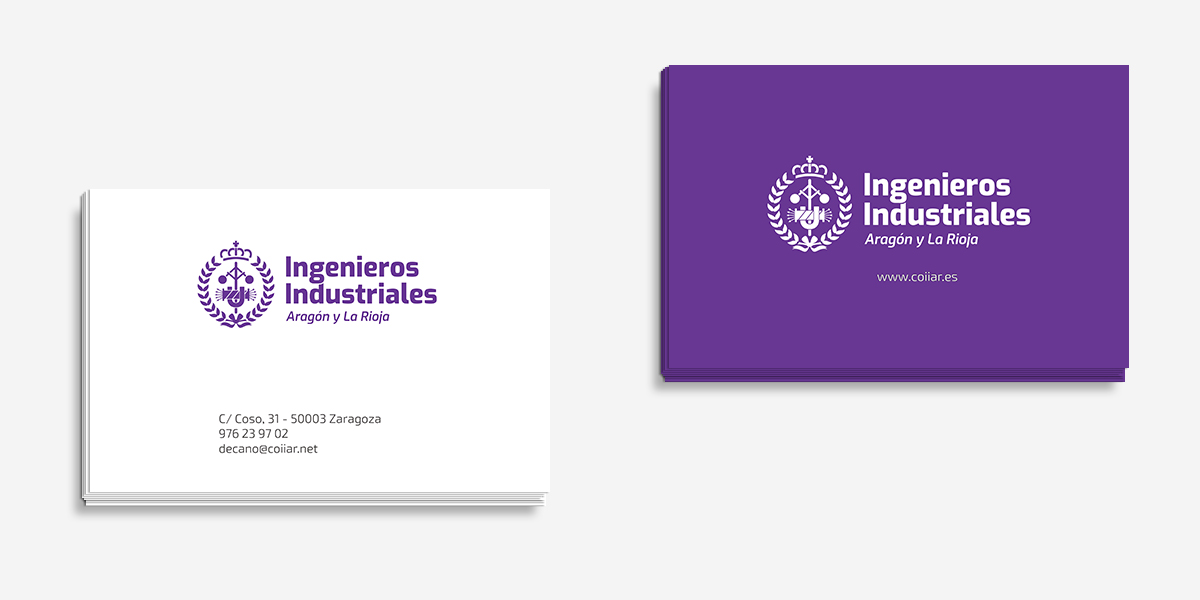 Ingenieros
Industriales
Aragón y La Rioja
C/ Coso, 31 - 50003 Zaragoza
976 23 97 02
decano@coiiar.net
Ingenieros
Industriales
Aragón y La Rioja
www.coiiar.es